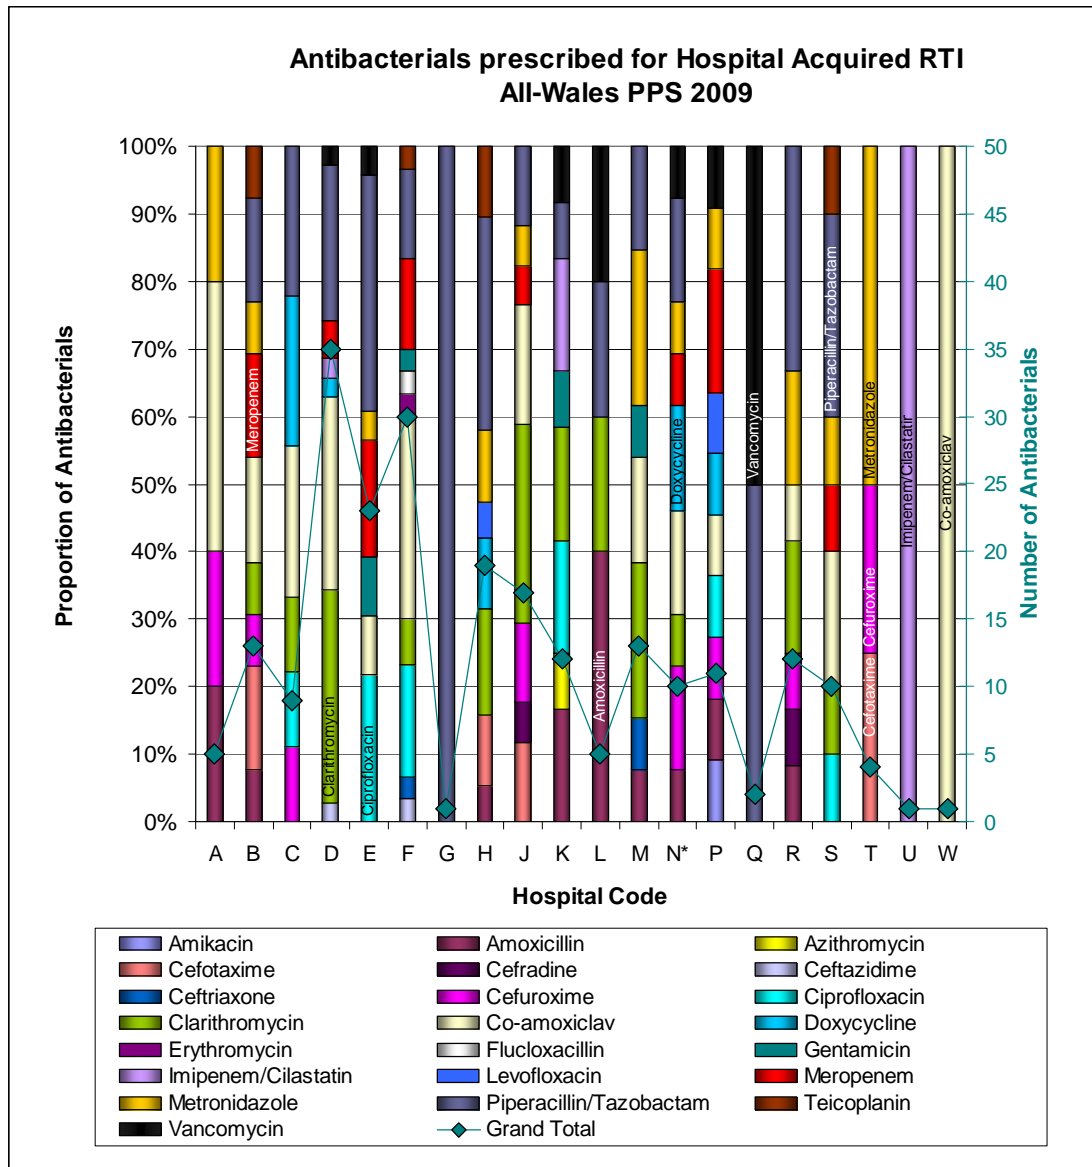 Antibacterials prescribed for Hospital Acquired RTI
All-Wales PPS 2009
100%
90%
80%
70%
60%
50%
40%
30%
20%
10%
0%
Proportion of Antibacterials
50
45
40
35
30
25
20
15
10
5
0
Number of Antibacterials
Meropenem
Clarithromycin
Ciprofloxacin
Amoxicillin
Doxycycline
Vancomycin
Piperacillin/Tazobactam
Metronidazole
Cefuroxime
Cefotaxime
Imipenem/Cilastatir
Co-amoxiclav
A B C D E F G H J K L M N* P Q R S T U W
Hospital Code
Amikacin Amoxicillin Azithromycin
Cefotaxime Cefradine Ceftazidime
Ceftriaxone Cefuroxime Ciprofloxacin
Clarithromycin Co-amoxiclav Doxycycline
Erythromycin Flucloxacillin Gentamicin
Imipenem/Cilastatin Levofloxacin Meropenem
Metronidazole Piperacillin/Tazobactam Teicoplanin
Vancomycin Grand Total